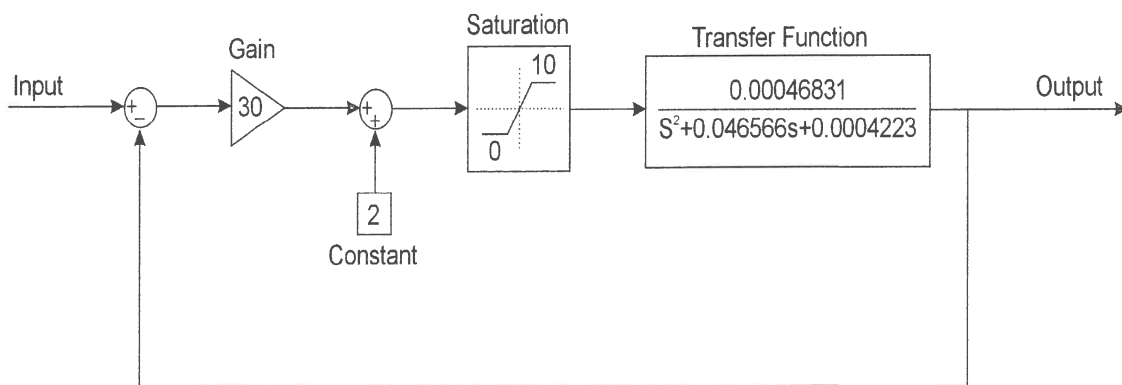 Saturation
Gain
Transfer Function
10
0.00046831
Input
Output
+
−
30
+
+
S²+0.046566s+0.0004223
0
2
Constant